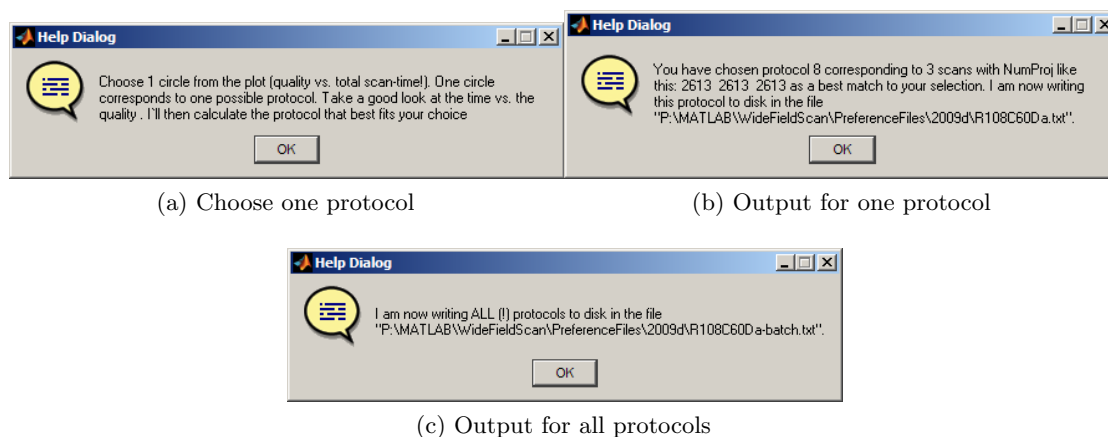 Help Dialog
Choose 1 circle from the plot (quality vs. total scan-time!). One circle
corresponds to one possible protocol. Take a good look at the time vs. the
quality . I'll then calculate the protocol that best fits your choice
OK
(a) Choose one protocol
Help Dialog
You have chosen protocol 8 corresponding to 3 scans with NumProj like
this: 2613 2613 2613 as a best match to your selection. I am now writing
this protocol to disk in the file
"P:\MATLAB\WideFieldScan\PreferenceFiles\2009d\R108C60Da.txt".
OK
(b) Output for one protocol
Help Dialog
I am now writing ALL (!) protocols to disk in the file
"P:\MATLAB\WideFieldScan\PreferenceFiles\2009d\R108C60Da-batch.txt".
OK
(c) Output for all protocols